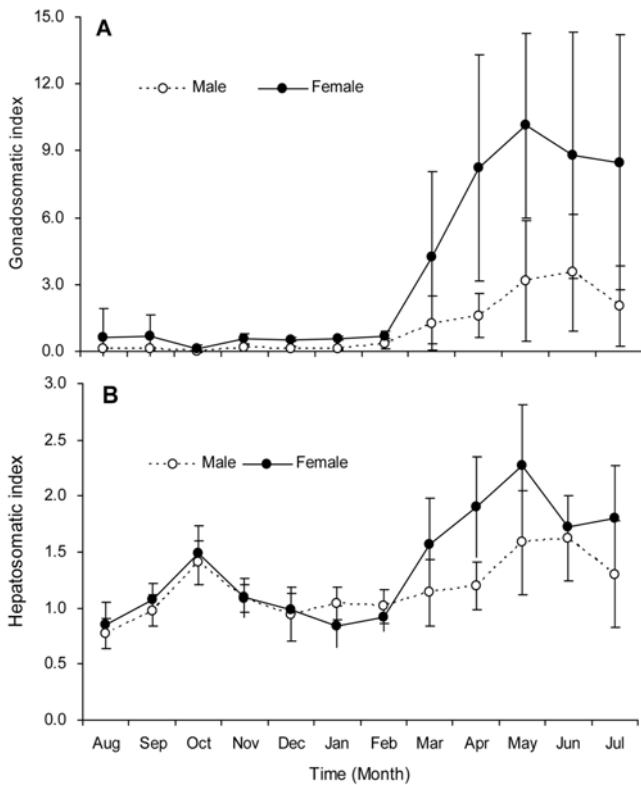 A
15.0
12.0
9.0
6.0
3.0
0.0
Gonadosomatic index
Male Female
B
3.0
2.5
2.0
1.5
1.0
0.5
0.0
Hepatosomatic index
Male Female
Aug Sep Oct Nov Dec Jan Feb Mar Apr May Jun Jul
Time (Month)